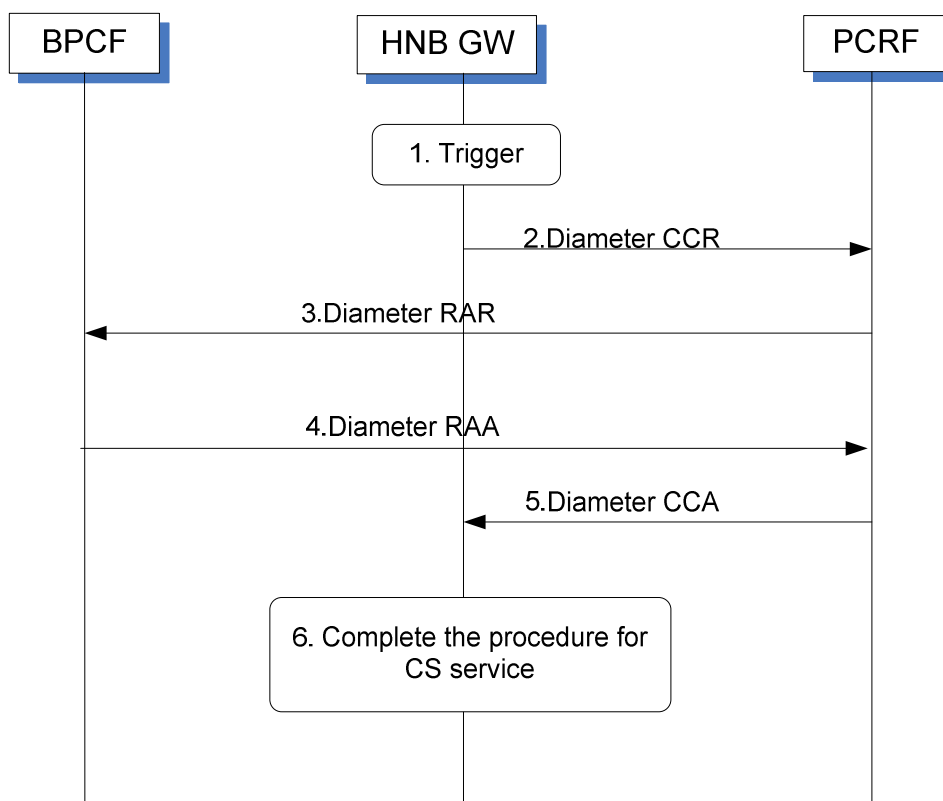 BPCF
HNB GW
PCRF
1. Trigger
2.Diameter CCR
3.Diameter RAR
4.Diameter RAA
5.Diameter CCA
6. Complete the procedure for
CS service